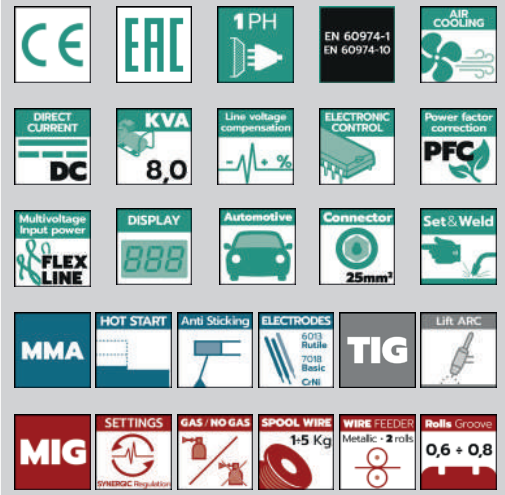 CE
EAC
1 PH
EN 60974-1
EN 60974-10
AIR
COOLING
DIRECT
CURRENT
DC
KVA
8,0
Line voltage
compensation
- + %
ELECTRONIC
CONTROL
Power factor
correction
PFC
Multivoltage
Input power
FLEX
LINE
DISPLAY
888
Automotive
Connector
25mm²
Set&Weld
MMA
HOT START
Anti Sticking
ELECTRODES
6013
Rutile
7018
Basic
CrNi
TIG
Lift ARC
MIG
SETTINGS
SYNERGIC Regulation
GAS / NO GAS
SPOOL WIRE
1÷5 Kg
WIRE FEEDER
Metallic • 2 rolls
Rolls Groove
0,6 ÷ 0,8